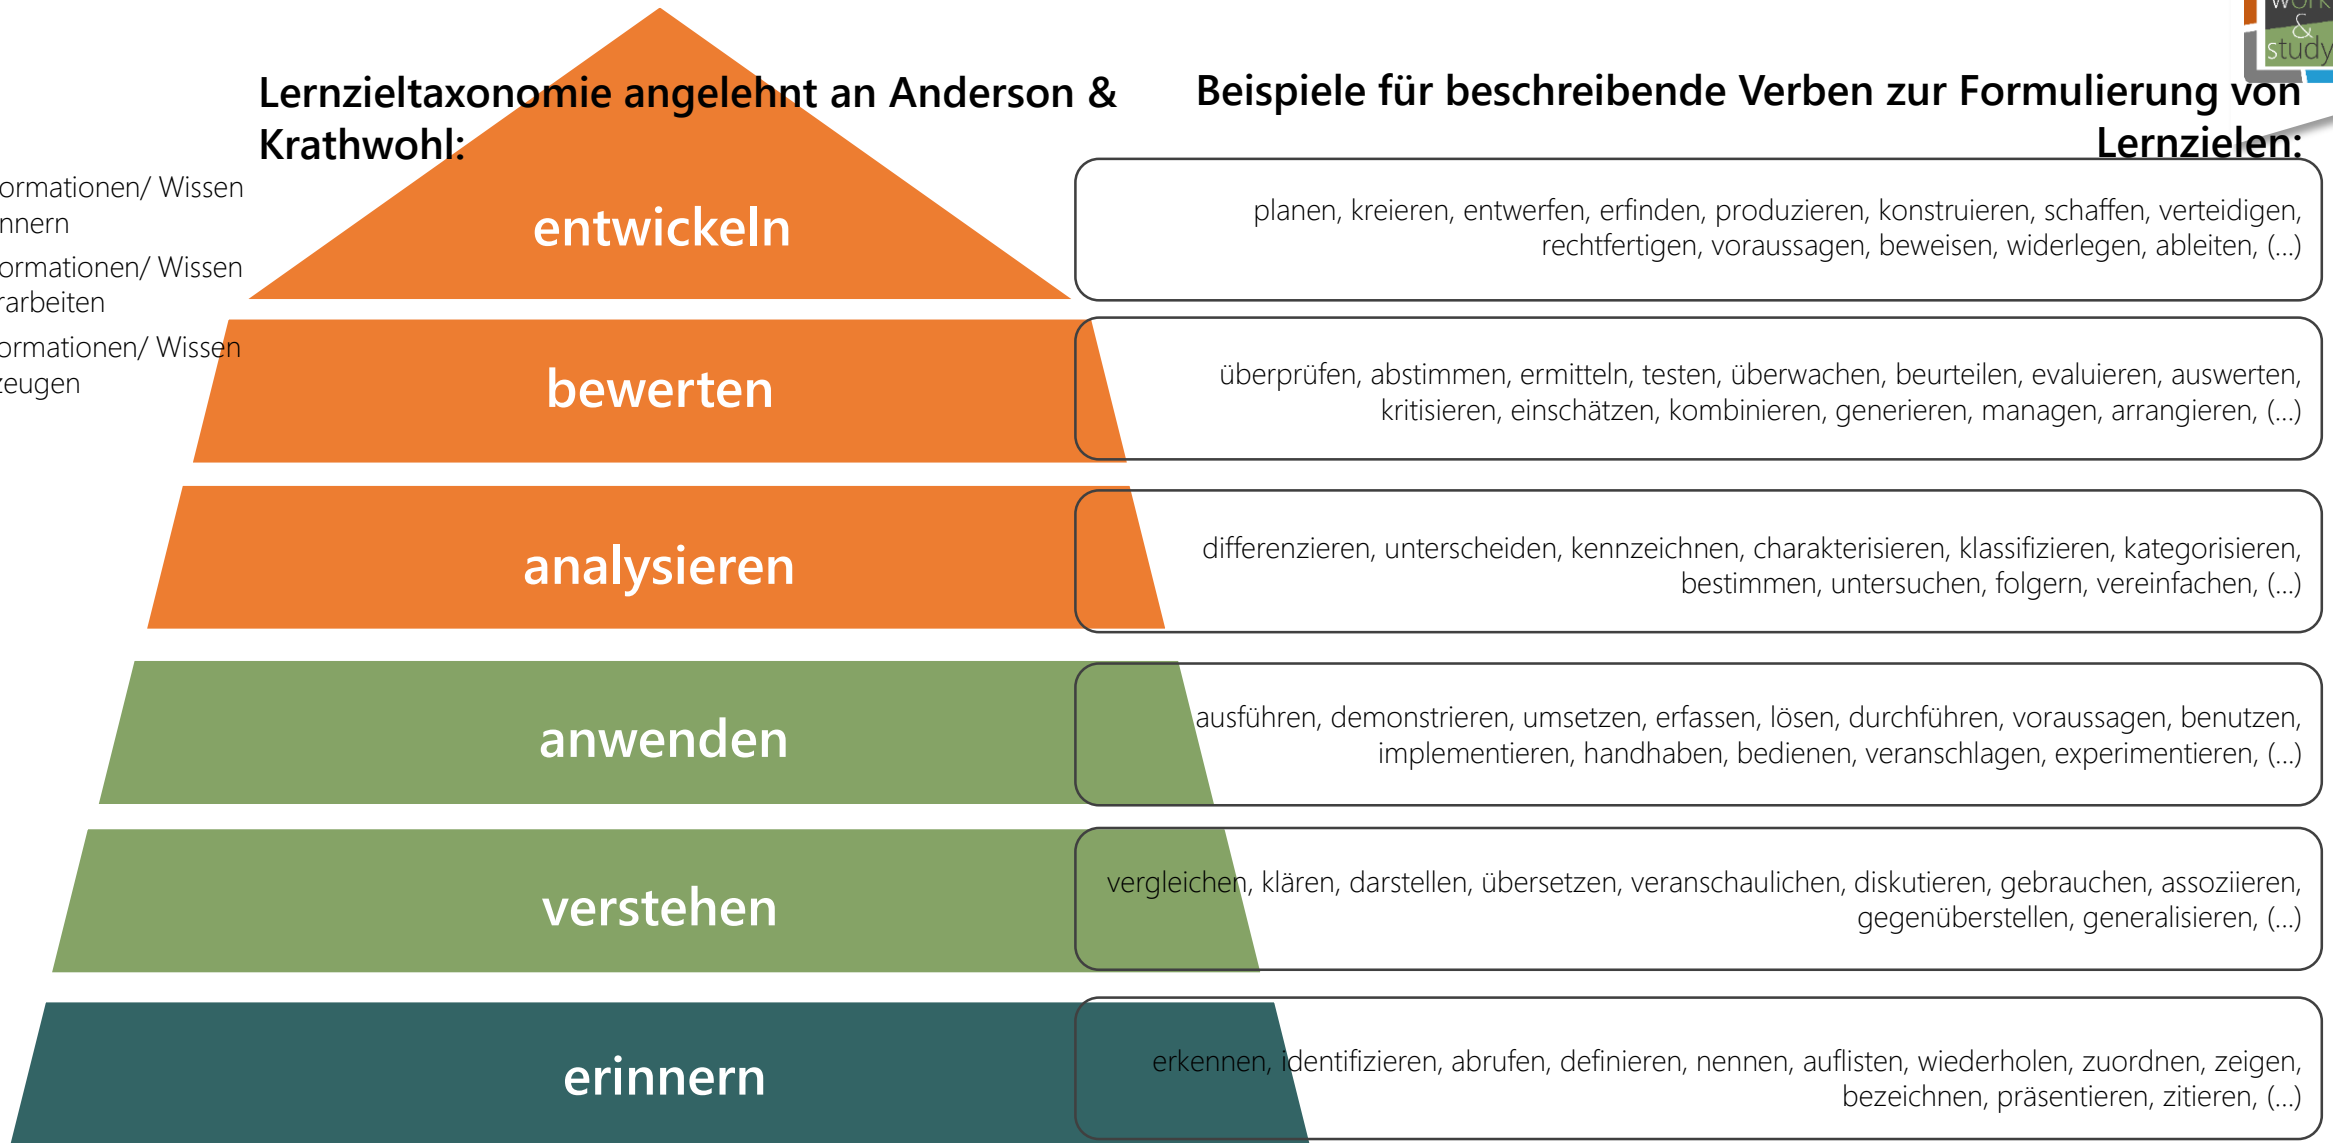 work
&
study
Lernzieltaxonomie angelehnt an Anderson &
Krathwohl:
Beispiele für beschreibende Verben zur Formulierung von
Lernzielen:
ormationen/ Wissen
nnern
ormationen/ Wissen
rarbeiten
ormationen/ Wissen
zeugen
entwickeln
planen, kreieren, entwerfen, erfinden, produzieren, konstruieren, schaffen, verteidigen,
rechtfertigen, voraussagen, beweisen, widerlegen, ableiten, (...)
bewerten
überprüfen, abstimmen, ermitteln, testen, überwachen, beurteilen, evaluieren, auswerten,
kritisieren, einschätzen, kombinieren, generieren, managen, arrangieren, (...)
analysieren
differenzieren, unterscheiden, kennzeichnen, charakterisieren, klassifizieren, kategorisieren,
bestimmen, untersuchen, folgern, vereinfachen, (...)
anwenden
ausführen, demonstrieren, umsetzen, erfassen, lösen, durchführen, voraussagen, benutzen,
implementieren, handhaben, bedienen, veranschlagen, experimentieren, (...)
verstehen
vergleichen, klären, darstellen, übersetzen, veranschaulichen, diskutieren, gebrauchen, assoziieren,
gegenüberstellen, generalisieren, (...)
erinnern
erkennen, identifizieren, abrufen, definieren, nennen, auflisten, wiederholen, zuordnen, zeigen,
bezeichnen, präsentieren, zitieren, (...)